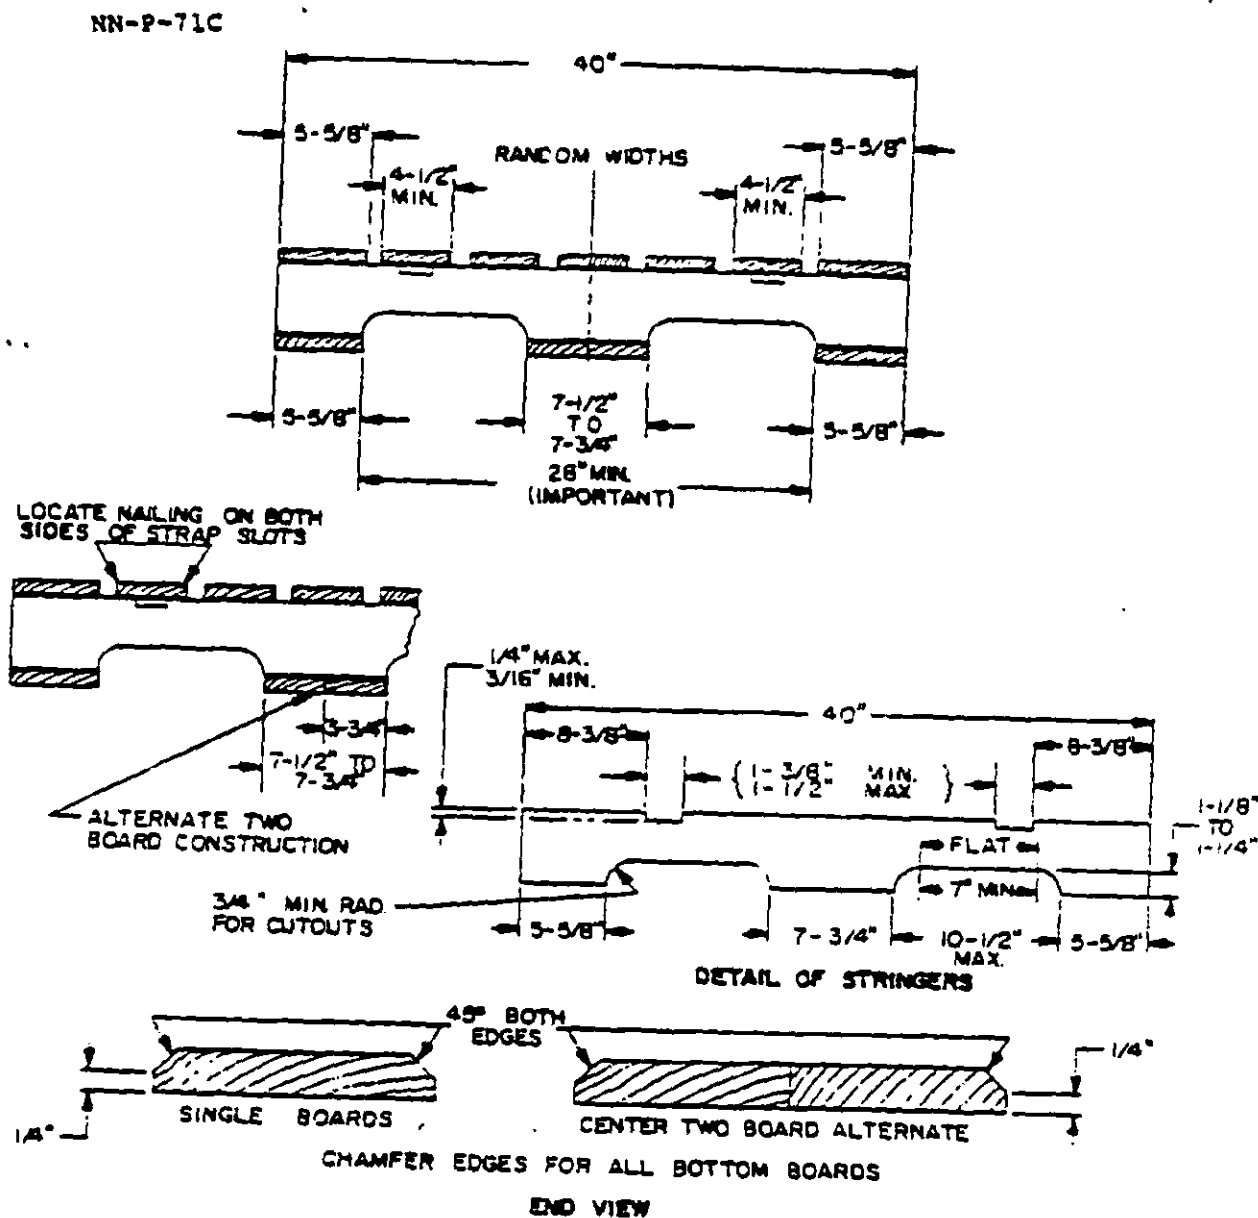 NN-P-71C
40"
5-5/8"
5-5/8"
RANDOM WIDTHS
4-1/2"
MIN.
4-1/2"
MIN.
5-5/8"
7-1/2"
TO
7-3/4"
5-5/8"
28" MIN.
(IMPORTANT)
LOCATE NAILING ON BOTH
SIDES OF STRAP SLOTS
1/4" MAX.
3/16" MIN.
3-3/4"
7-1/2" TO
7-3/4"
ALTERNATE TWO
BOARD CONSTRUCTION
40"
8-3/8"
8-3/8"
1-3/8" MIN.
1-1/2" MAX
1-1/8"
TO
1-1/4"
FLAT
7" MIN
3/4" MIN RAD.
FOR CUTOUTS
5-5/8"
7-3/4"
10-1/2"
MAX.
5-5/8"
DETAIL OF STRINGERS
45° BOTH
EDGES
1/4"
1/4"
SINGLE BOARDS
CENTER TWO BOARD ALTERNATE
CHAMFER EDGES FOR ALL BOTTOM BOARDS
END VIEW